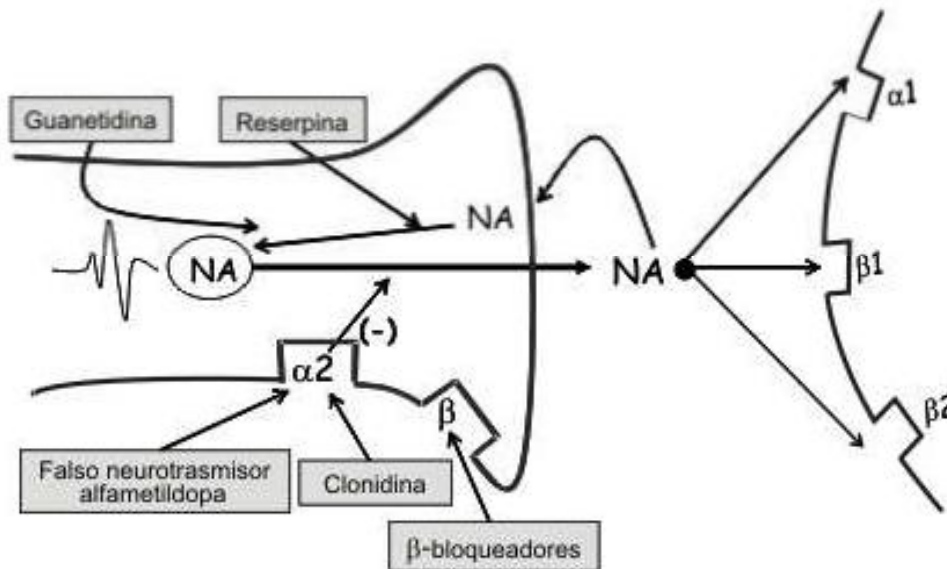 Guanetidina
Reserpina
α1
NA
NA
NA
β1
(-)
α2
β
β2
Falso neurotrasmisor
alfametildopa
Clonidina
β-bloqueadores